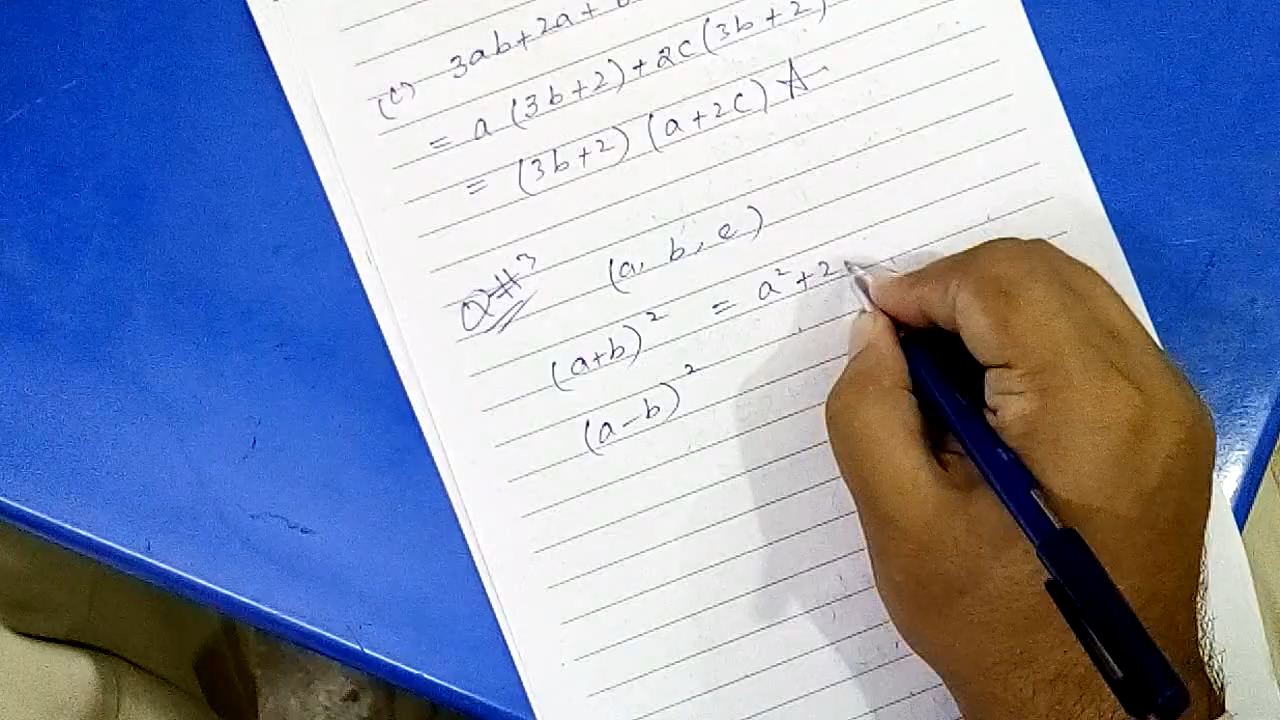 (c) 3ab+2a+
= a (3b+2)+2c(3b+2)
= (3b+2) (a+2c) A
Q#3 (a, b, c)
(a+b)² = a²+2
(a-b)²